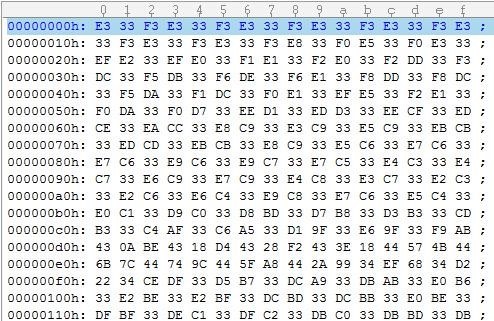 0 1 2 3 4 5 6 7 8 9 a b c d e f
00000000h: E3 33 F3 E3 33 F3 E3 33 F3 E3 33 F3 E3 33 F3 E3 ;
00000010h: 33 F3 E3 33 F3 E3 33 F3 E8 33 F0 E5 33 F0 E3 33 ;
00000020h: EF E2 33 EF E0 33 F1 E1 33 F2 E0 33 F2 DD 33 F3 ;
00000030h: DC 33 F5 DB 33 F6 DE 33 F6 E1 33 F8 DD 33 F8 DC ;
00000040h: 33 F5 DA 33 F1 DC 33 F0 E1 33 EF E5 33 F2 E1 33 ;
00000050h: F0 DA 33 F0 D7 33 EE D1 33 ED D3 33 EE CF 33 ED ;
00000060h: CE 33 EA CC 33 E8 C9 33 E3 C9 33 E5 C9 33 EB CB ;
00000070h: 33 ED CD 33 EB CB 33 E8 C9 33 E5 C6 33 E7 C6 33 ;
00000080h: E7 C6 33 E9 C6 33 E9 C7 33 E7 C5 33 E4 C3 33 E4 ;
00000090h: C7 33 E6 C9 33 E7 C9 33 E4 C8 33 E3 C7 33 E2 C3 ;
000000a0h: 33 E2 C6 33 E6 C4 33 E9 C8 33 E7 C6 33 E5 C4 33 ;
000000b0h: E0 C1 33 D9 C0 33 D8 BD 33 D7 B8 33 D3 B3 33 CD ;
000000c0h: B3 33 C4 AF 33 C6 A5 33 D1 9F 33 E6 9F 33 F9 AB ;
000000d0h: 43 0A BE 43 18 D4 43 28 F2 43 3E 18 44 57 4B 44 ;
000000e0h: 6B 7C 44 74 9C 44 5F A8 44 2A 99 34 EF 68 34 D2 ;
000000f0h: 22 34 CE DF 33 D5 B7 33 DC A9 33 DB AB 33 E0 B6 ;
00000100h: 33 E2 BE 33 E2 BF 33 DC BD 33 DC BB 33 E0 BE 33 ;
00000110h: DF BF 33 DE C1 33 DF C2 33 DB C0 33 DB DB 33 DB ;